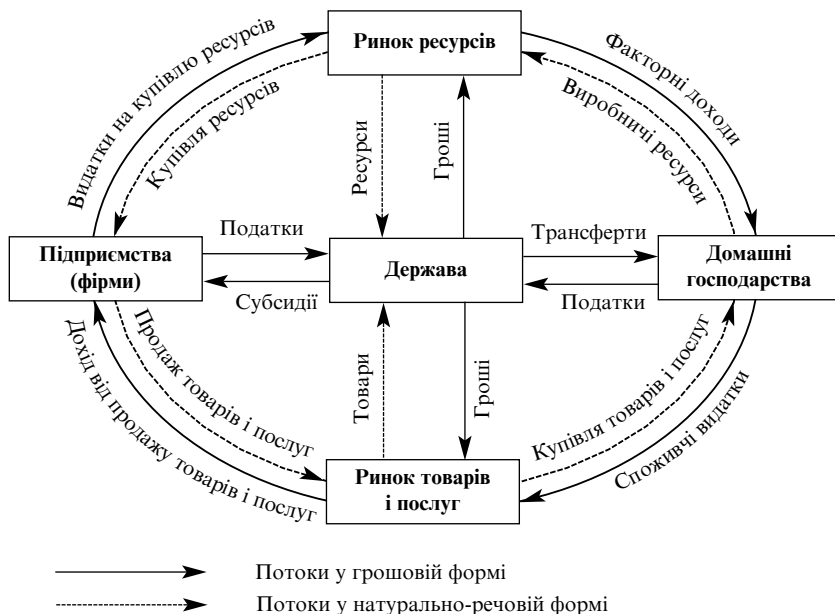 Ринок ресурсів
Видатки на купівлю ресурсів
Купівля ресурсів
Ресурси
Гроші
Факторні доходи
Виробничі ресурси
Підприємства
(фірми)
Податки
Субсидії
Держава
Трансферти
Податки
Домашні
господарства
Продаж товарів і послуг
Дохід від продажу товарів і послуг
Товари
Гроші
Купівля товарів і послуг
Споживчі видатки
Ринок товарів
і послуг
Потоки у грошовій формі
Потоки у натурально-речовій формі